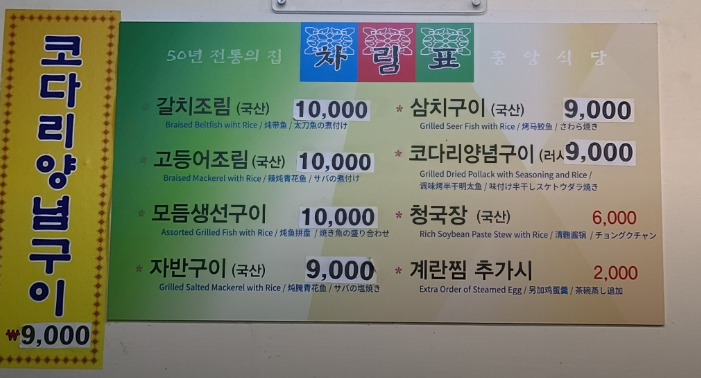 코다리양념구이
₩9,000
50년 전통의 집
차림표
중앙식당
갈치조림 (국산) 10,000
Braised Beltfish wiht Rice / 炖带鱼 / 太刀魚の煮付け
고등어조림 (국산) 10,000
Braised Mackerel with Rice / 辣炖青花鱼 / サバの煮付け
모듬생선구이 10,000
Assorted Grilled Fish with Rice / 炖鱼拼盘 / 焼き魚の盛り合わせ
자반구이 (국산) 9,000
Grilled Salted Mackerel with Rice / 炖腌青花鱼 / サバの塩焼き
* 삼치구이 (국산) 9,000
Grilled Seer Fish with Rice / 烤马鲛鱼 / さわら焼き
* 코다리양념구이 (러시 9,000
Grilled Dried Pollack with Seasoning and Rice /
调味烤半干明太鱼 / 味付け半干しスケトウダラ焼き
* 청국장 (국산) 6,000
Rich Soybean Paste Stew with Rice / 清麴酱锅 / チョングクチャン
* 계란찜 추가시 2,000
Extra Order of Steamed Egg / 另加鸡蛋羹 / 茶碗蒸し追加